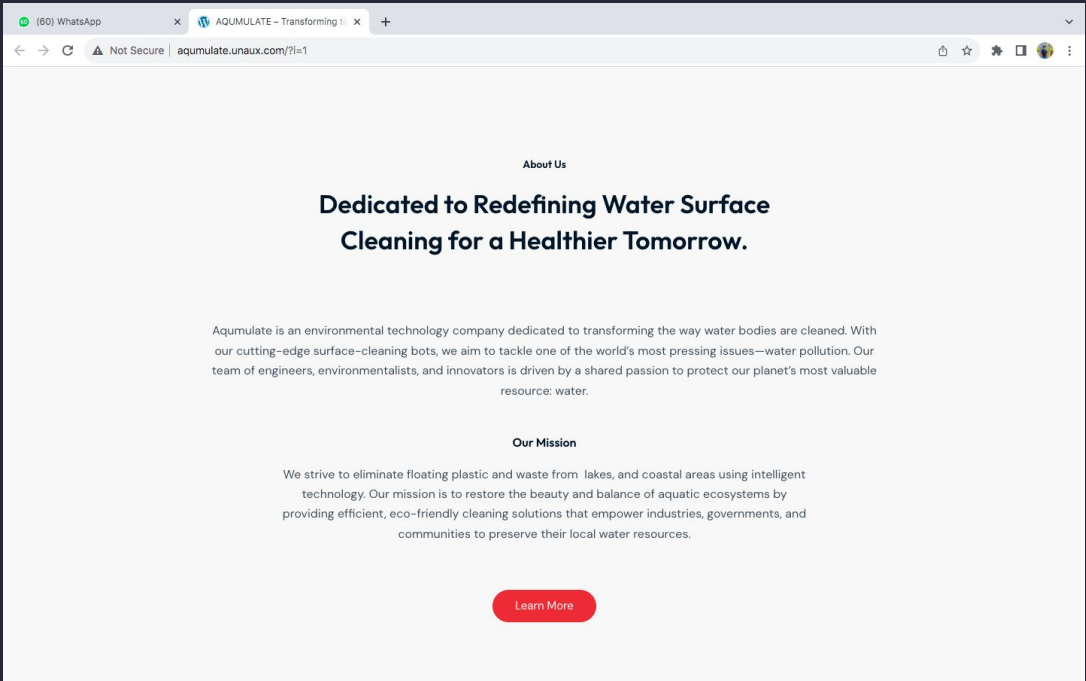 (60) WhatsApp
AQUMULATE – Transforming
Not Secure
aqumulate.unaux.com/?i=1
About Us
Dedicated to Redefining Water Surface
Cleaning for a Healthier Tomorrow.
Aqumulate is an environmental technology company dedicated to transforming the way water bodies are cleaned. With
our cutting-edge surface-cleaning bots, we aim to tackle one of the world's most pressing issues—water pollution. Our
team of engineers, environmentalists, and innovators is driven by a shared passion to protect our planet's most valuable
resource: water.
Our Mission
We strive to eliminate floating plastic and waste from  lakes, and coastal areas using intelligent
technology. Our mission is to restore the beauty and balance of aquatic ecosystems by
providing efficient, eco-friendly cleaning solutions that empower industries, governments, and
communities to preserve their local water resources.
Learn More